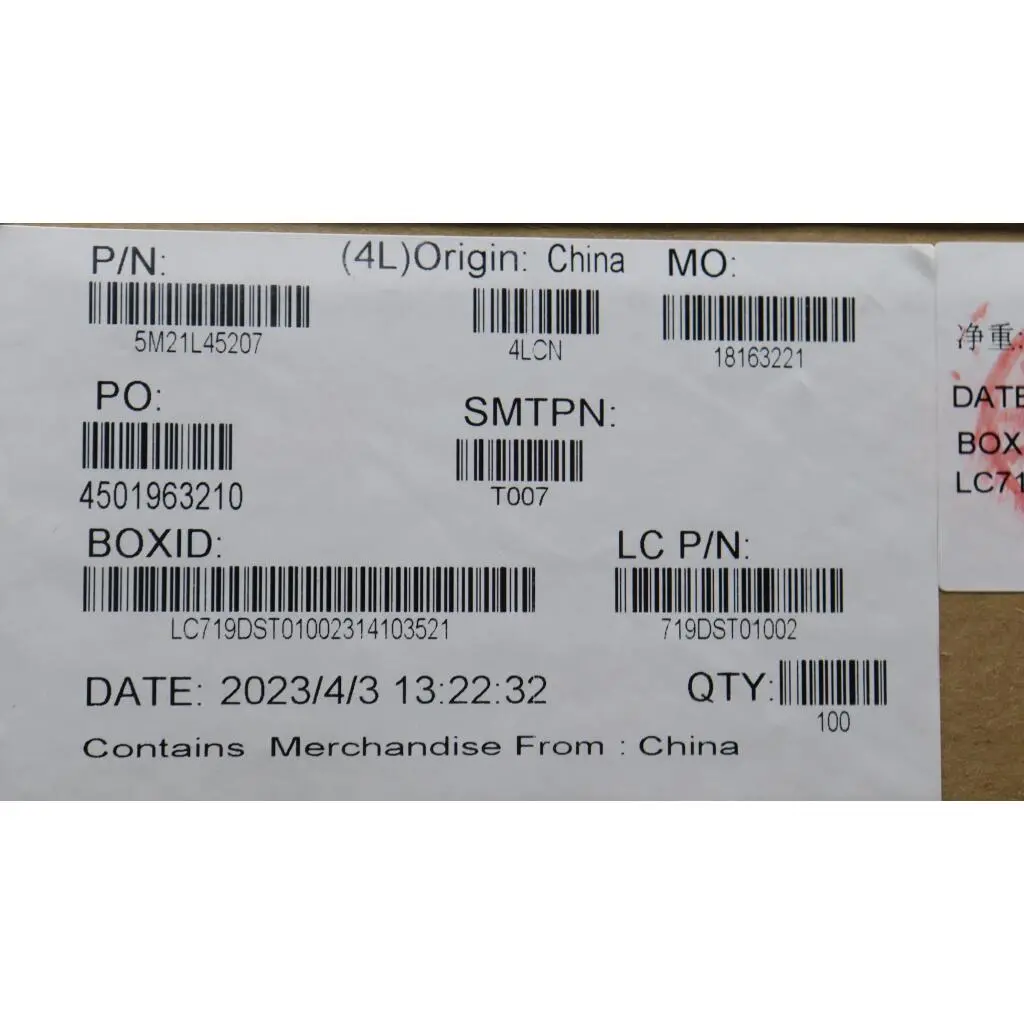 P/N: (4L)Origin: China MO:
5M21L45207 4LCN 18163221
PO: SMTPN:
4501963210 T007
BOXID: LC P/N:
LC719DST01002314103521 719DST01002
DATE: 2023/4/3 13:22:32 QTY:
100
Contains Merchandise From : China
净重:
DATE
BOX
LC71